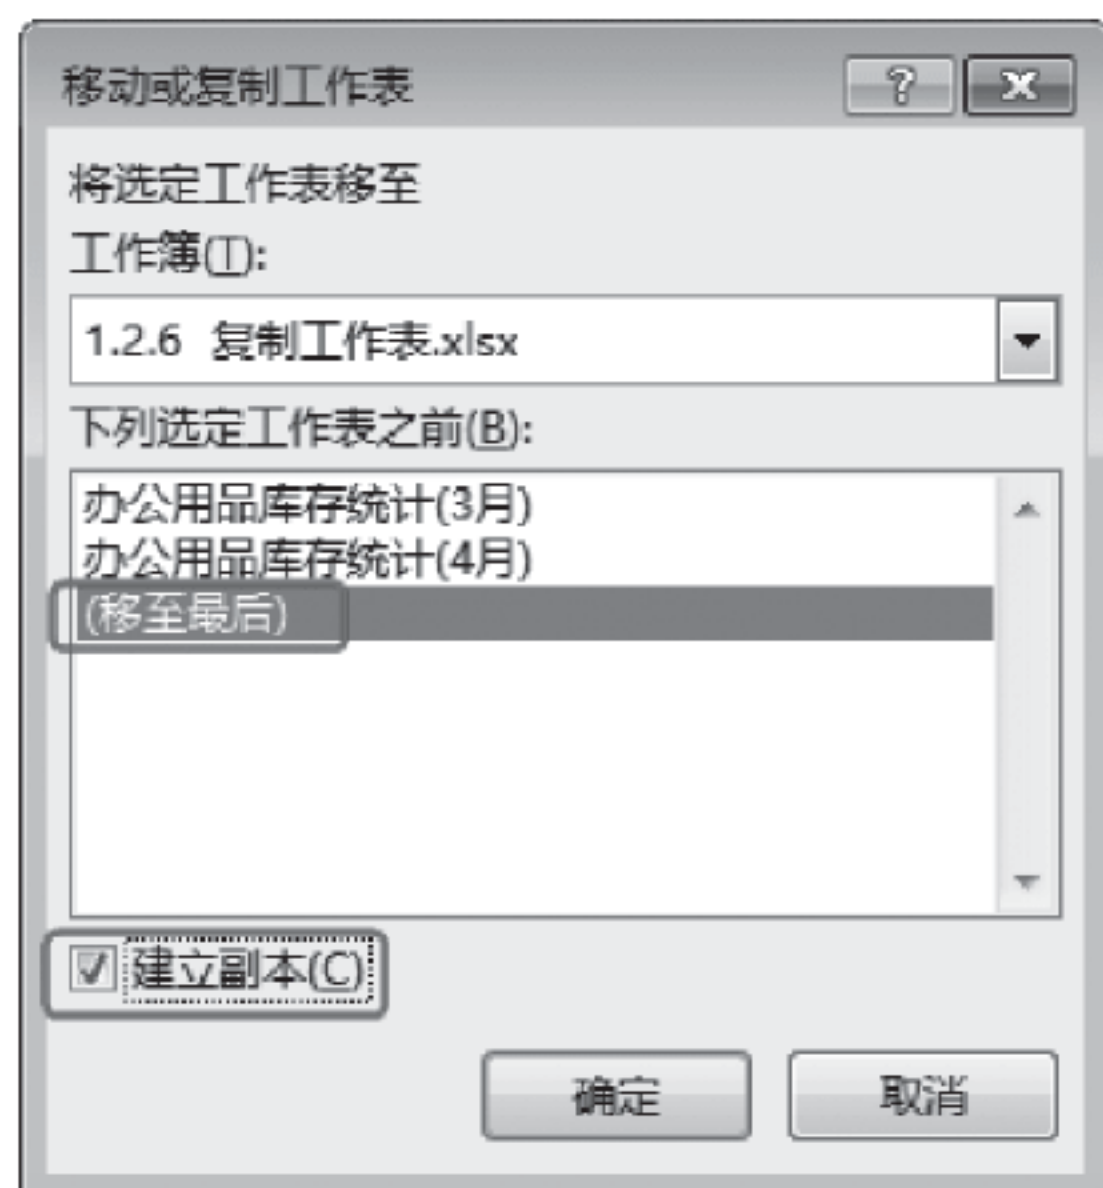 移动或复制工作表
将选定工作表移至
工作簿(T):
1.2.6 复制工作表.xlsx
下列选定工作表之前(B):
办公用品库存统计(3月)
办公用品库存统计(4月)
(移至最后)
建立副本(C)
确定 取消